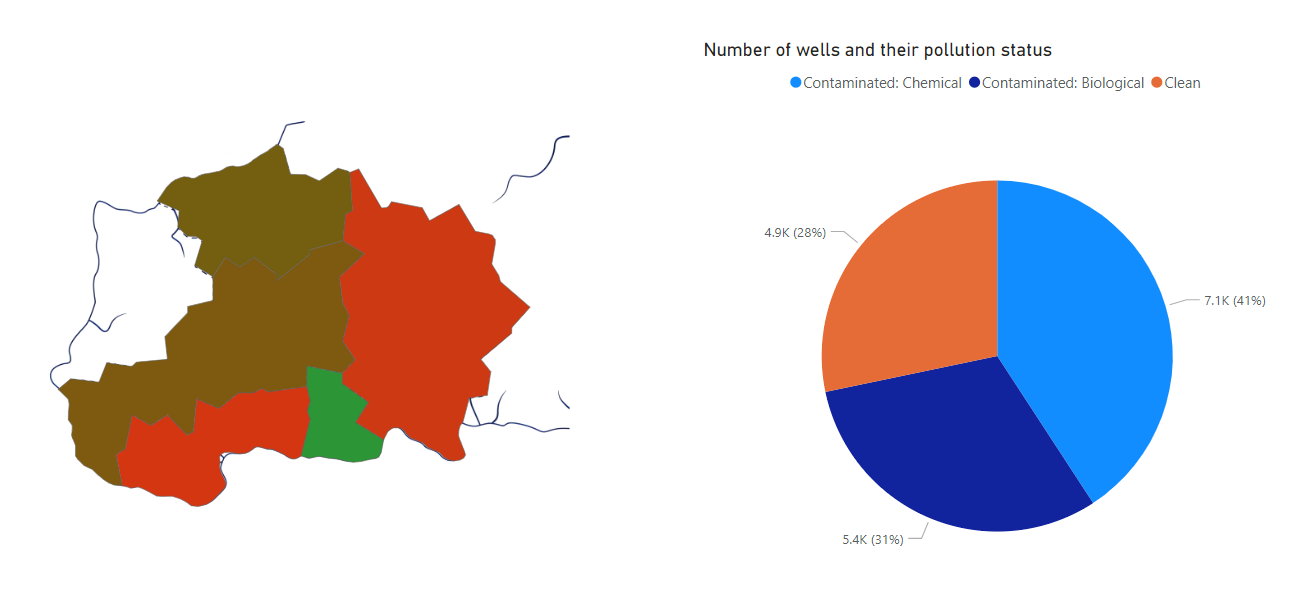 Number of wells and their pollution status
Contaminated: Chemical Contaminated: Biological Clean
4.9K (28%)
7.1K (41%)
5.4K (31%)